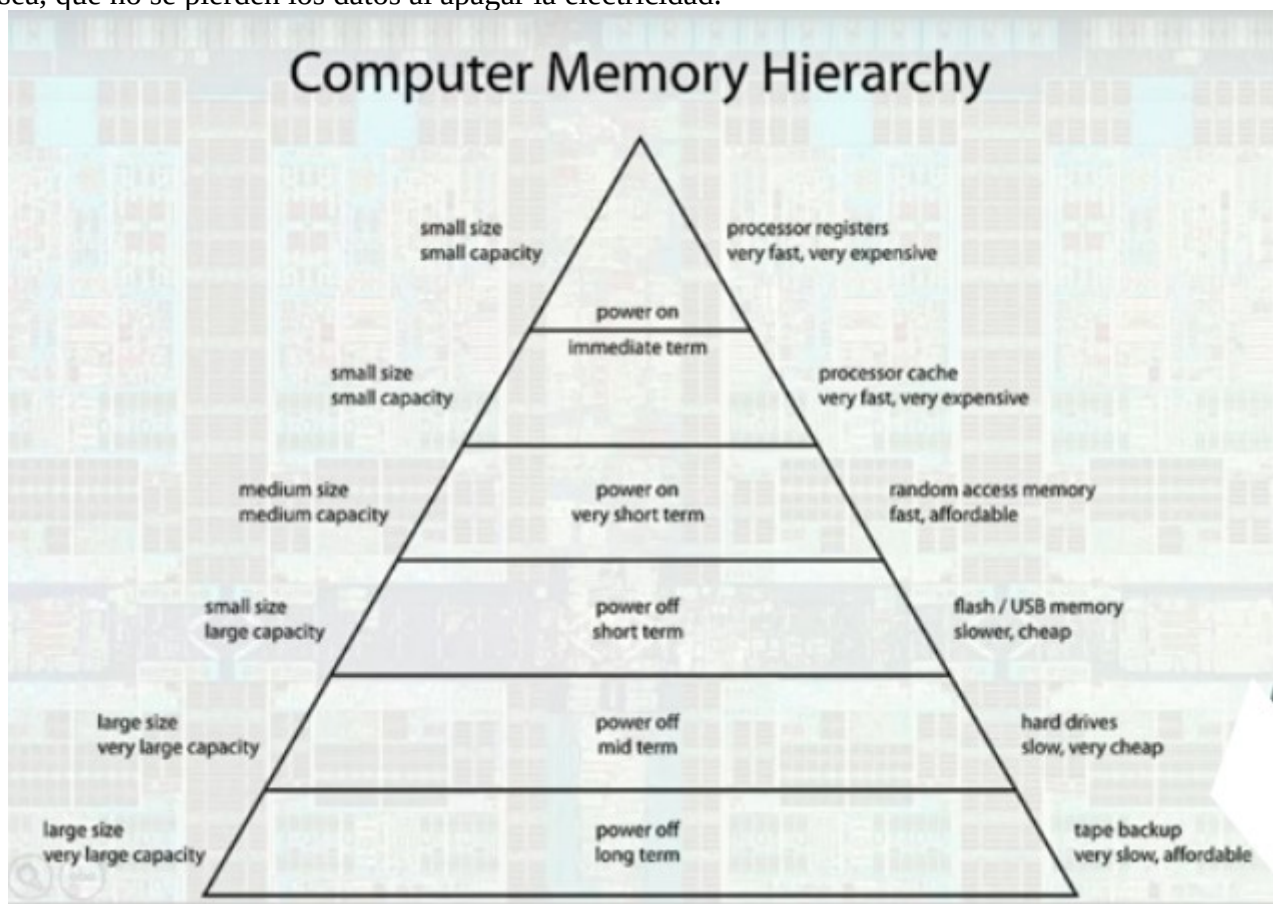 sea, que no se pierden los datos al apagar la electricidad.
Computer Memory Hierarchy
small size
small capacity
processor registers
very fast, very expensive
power on
immediate term
small size
small capacity
processor cache
very fast, very expensive
medium size
medium capacity
power on
very short term
random access memory
fast, affordable
small size
large capacity
power off
short term
flash / USB memory
slower, cheap
large size
very large capacity
power off
mid term
hard drives
slow, very cheap
large size
very large capacity
power off
long term
tape backup
very slow, affordable